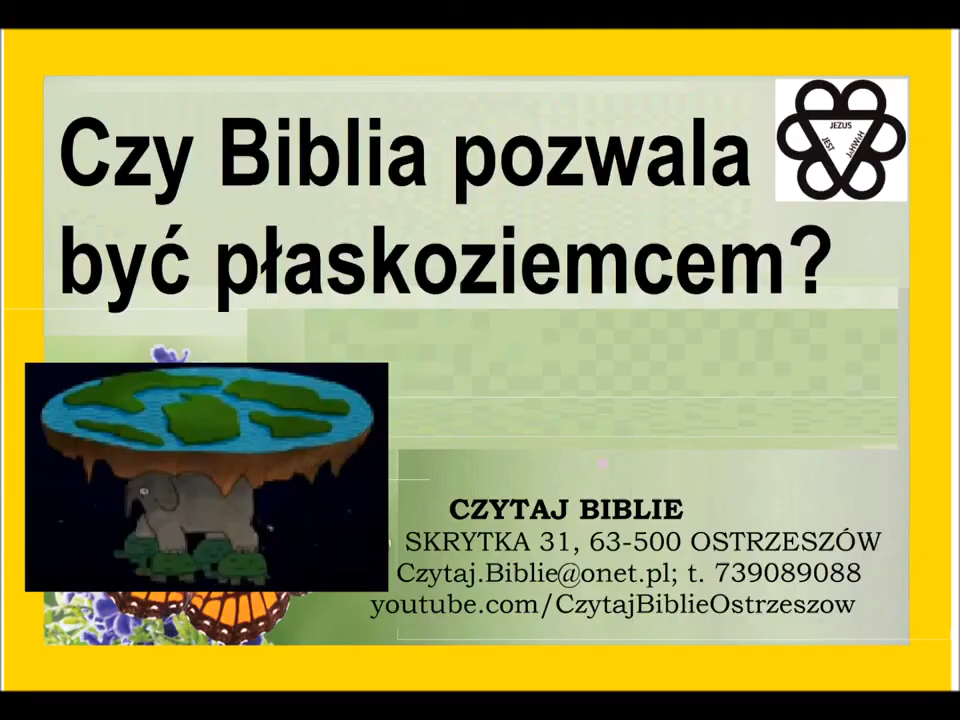 Czy Biblia pozwala
być płaskoziemcem?
JEZUS
JEST
JaHWeH
CZYTAJ BIBLIE
SKRYTKA 31, 63-500 OSTRZESZÓW
Czytaj.Biblie@onet.pl; t. 739089088
youtube.com/CzytajBiblieOstrzeszow